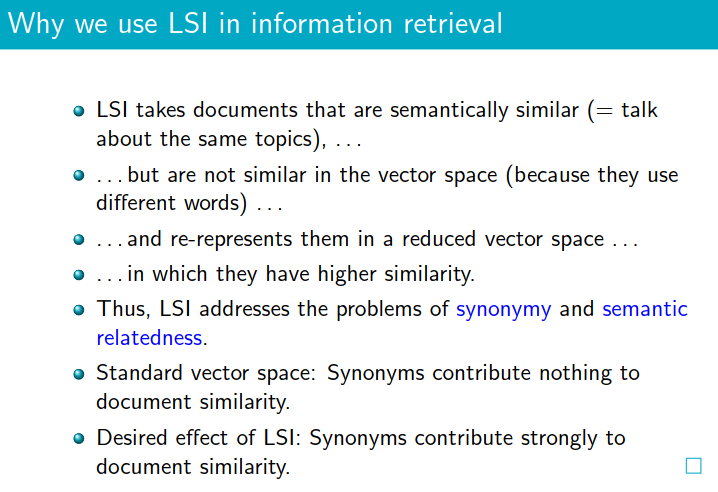 Why we use LSI in information retrieval
LSI takes documents that are semantically similar (= talk
about the same topics), . . .
. . . but are not similar in the vector space (because they use
different words) . . .
. . . and re-represents them in a reduced vector space . . .
. . . in which they have higher similarity.
Thus, LSI addresses the problems of synonymy and semantic
relatedness.
Standard vector space: Synonyms contribute nothing to
document similarity.
Desired effect of LSI: Synonyms contribute strongly to
document similarity.